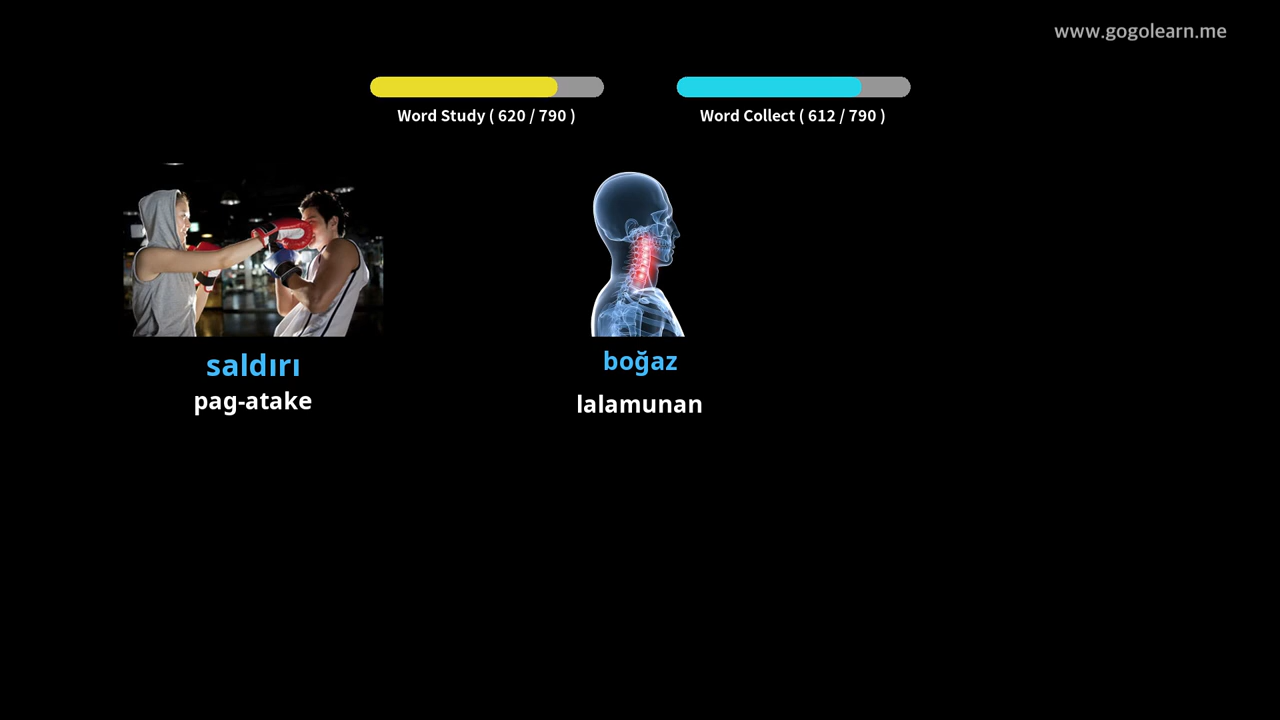 www.gogolearn.me
Word Study ( 620 / 790 )
Word Collect ( 612 / 790 )
saldırı
pag-atake
boğaz
lalamunan